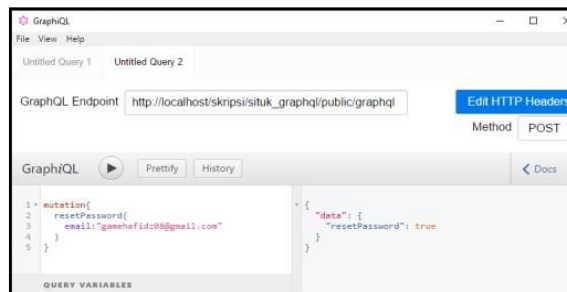 GraphiQL
File View Help
Untitled Query 1 Untitled Query 2
GraphQL Endpoint http://localhost/skripsi/situk_graphql/public/graphql Edit HTTP Headers
Method POST
GraphiQL Prettify History < Docs
1 mutation{
2 resetPassword(
3 email:"gamehafidz08@gmail.com"
4 )
5 }
{
"data": {
"resetPassword": true
}
}
QUERY VARIABLES